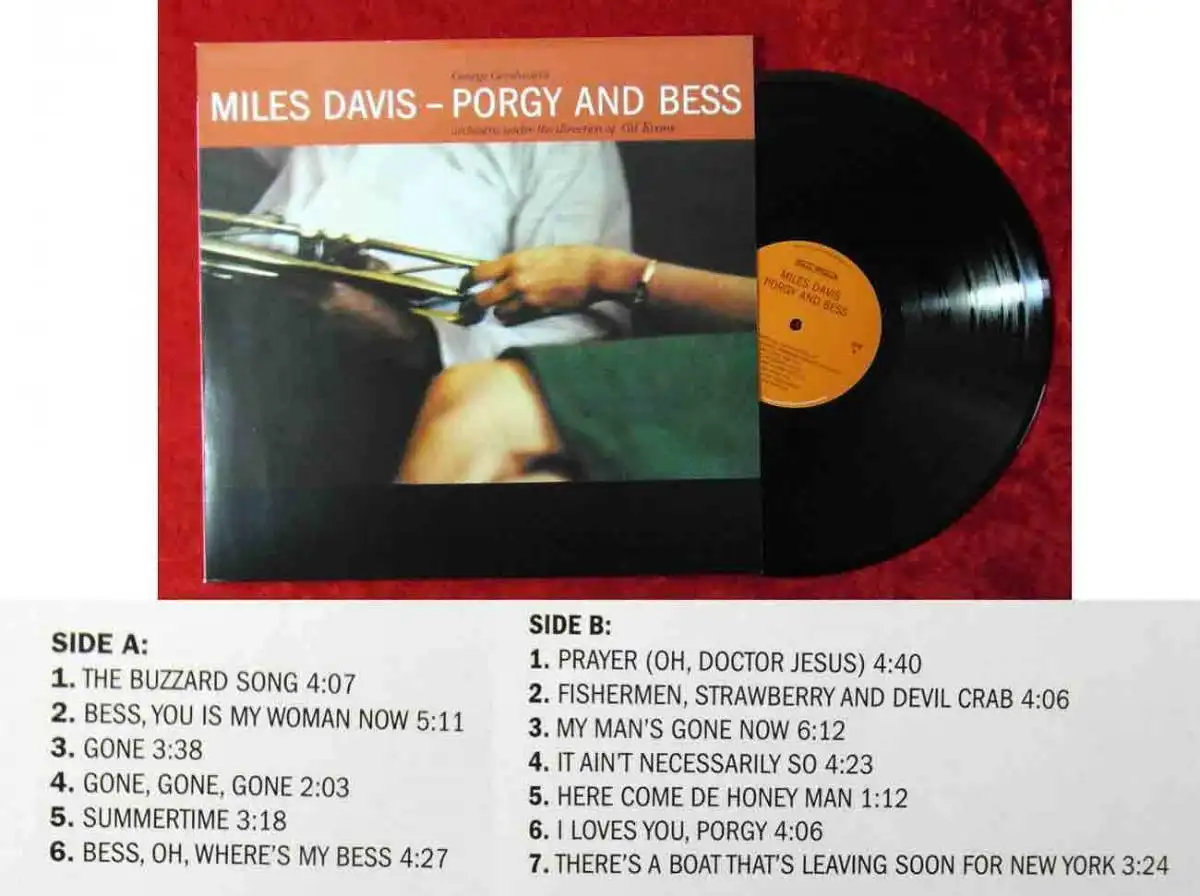 George Gershwin's
MILES DAVIS – PORGY AND BESS
orchestra under the direction of Gil Evans
MILES DAVIS
PORGY AND BESS
SIDE A:
1. THE BUZZARD SONG 4:07
2. BESS, YOU IS MY WOMAN NOW 5:11
3. GONE 3:38
4. GONE, GONE, GONE 2:03
5. SUMMERTIME 3:18
6. BESS, OH, WHERE'S MY BESS 4:27
SIDE B:
1. PRAYER (OH, DOCTOR JESUS) 4:40
2. FISHERMEN, STRAWBERRY AND DEVIL CRAB 4:06
3. MY MAN'S GONE NOW 6:12
4. IT AIN'T NECESSARILY SO 4:23
5. HERE COME DE HONEY MAN 1:12
6. I LOVES YOU, PORGY 4:06
7. THERE'S A BOAT THAT'S LEAVING SOON FOR NEW YORK 3:24